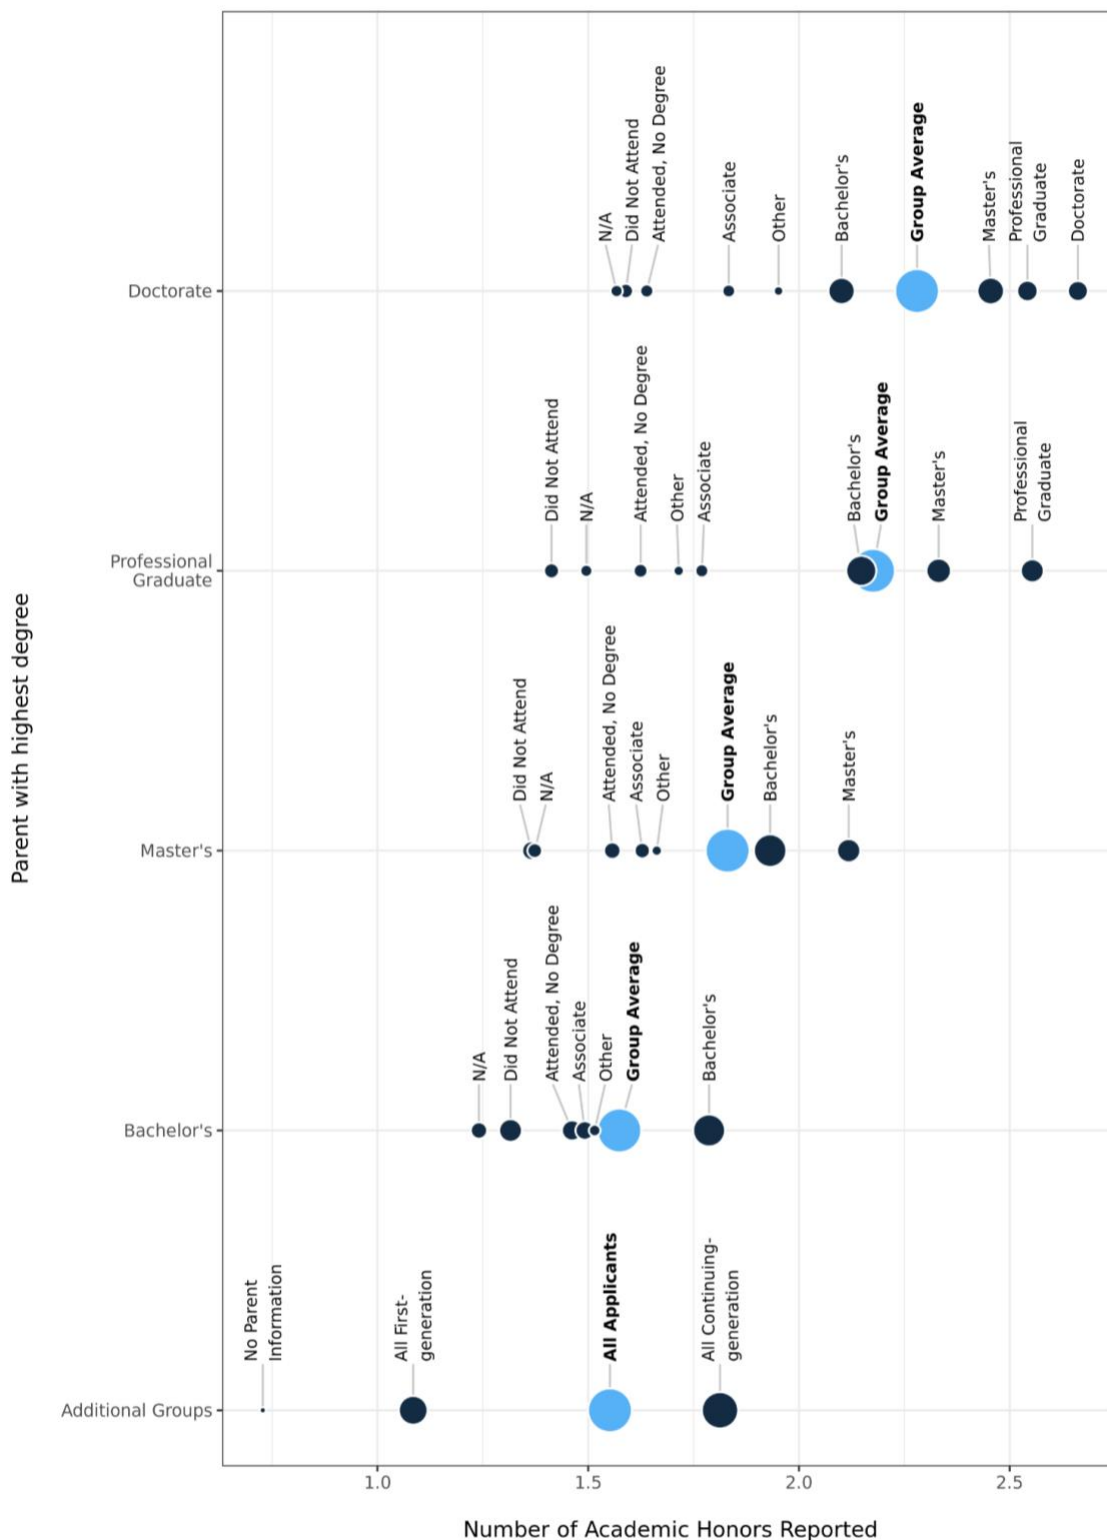 Parent with highest degree
Doctorate
N/A
Did Not Attend
Attended, No Degree
Associate
Other
Bachelor's
Group Average
Master's
Professional
Graduate
Doctorate
Professional
Graduate
Did Not Attend
N/A
Attended, No Degree
Other
Associate
Bachelor's
Group Average
Master's
Professional
Graduate
Master's
Did Not Attend
N/A
Attended, No Degree
Associate
Other
Group Average
Bachelor's
Master's
Bachelor's
N/A
Did Not Attend
Attended, No Degree
Associate
Other
Group Average
Bachelor's
Additional Groups
No Parent
Information
All First-
generation
All Applicants
All Continuing-
generation
1.0
1.5
2.0
2.5
Number of Academic Honors Reported